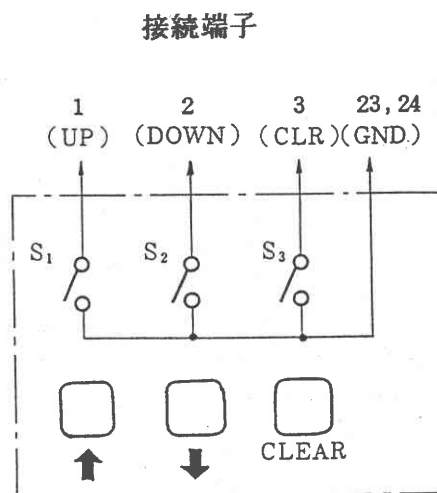 接続端子
1 2 3 23, 24
(UP) (DOWN) (CLR) (GND.)
S₁ S₂ S₃
CLEAR